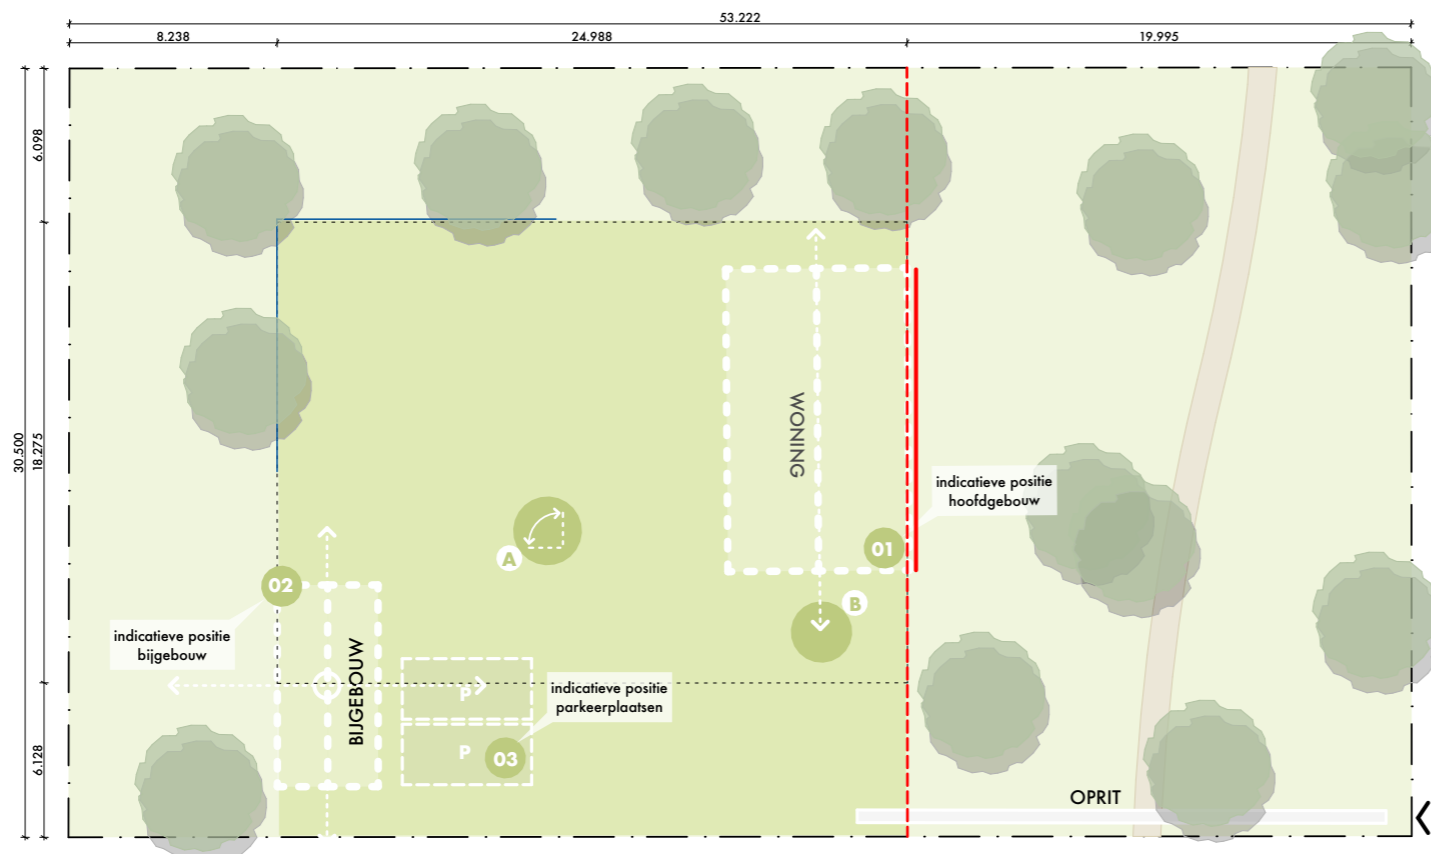 53.222
8.238
24.988
19.995
6.098
30.500
18.275
6.128
WONING
indicatieve positie
hoofdgebouw
01
A
B
02
indicatieve positie
bijgebouw
BIJGEBOUW
P
indicatieve positie
parkeerplaatsen
P
03
OPRIT